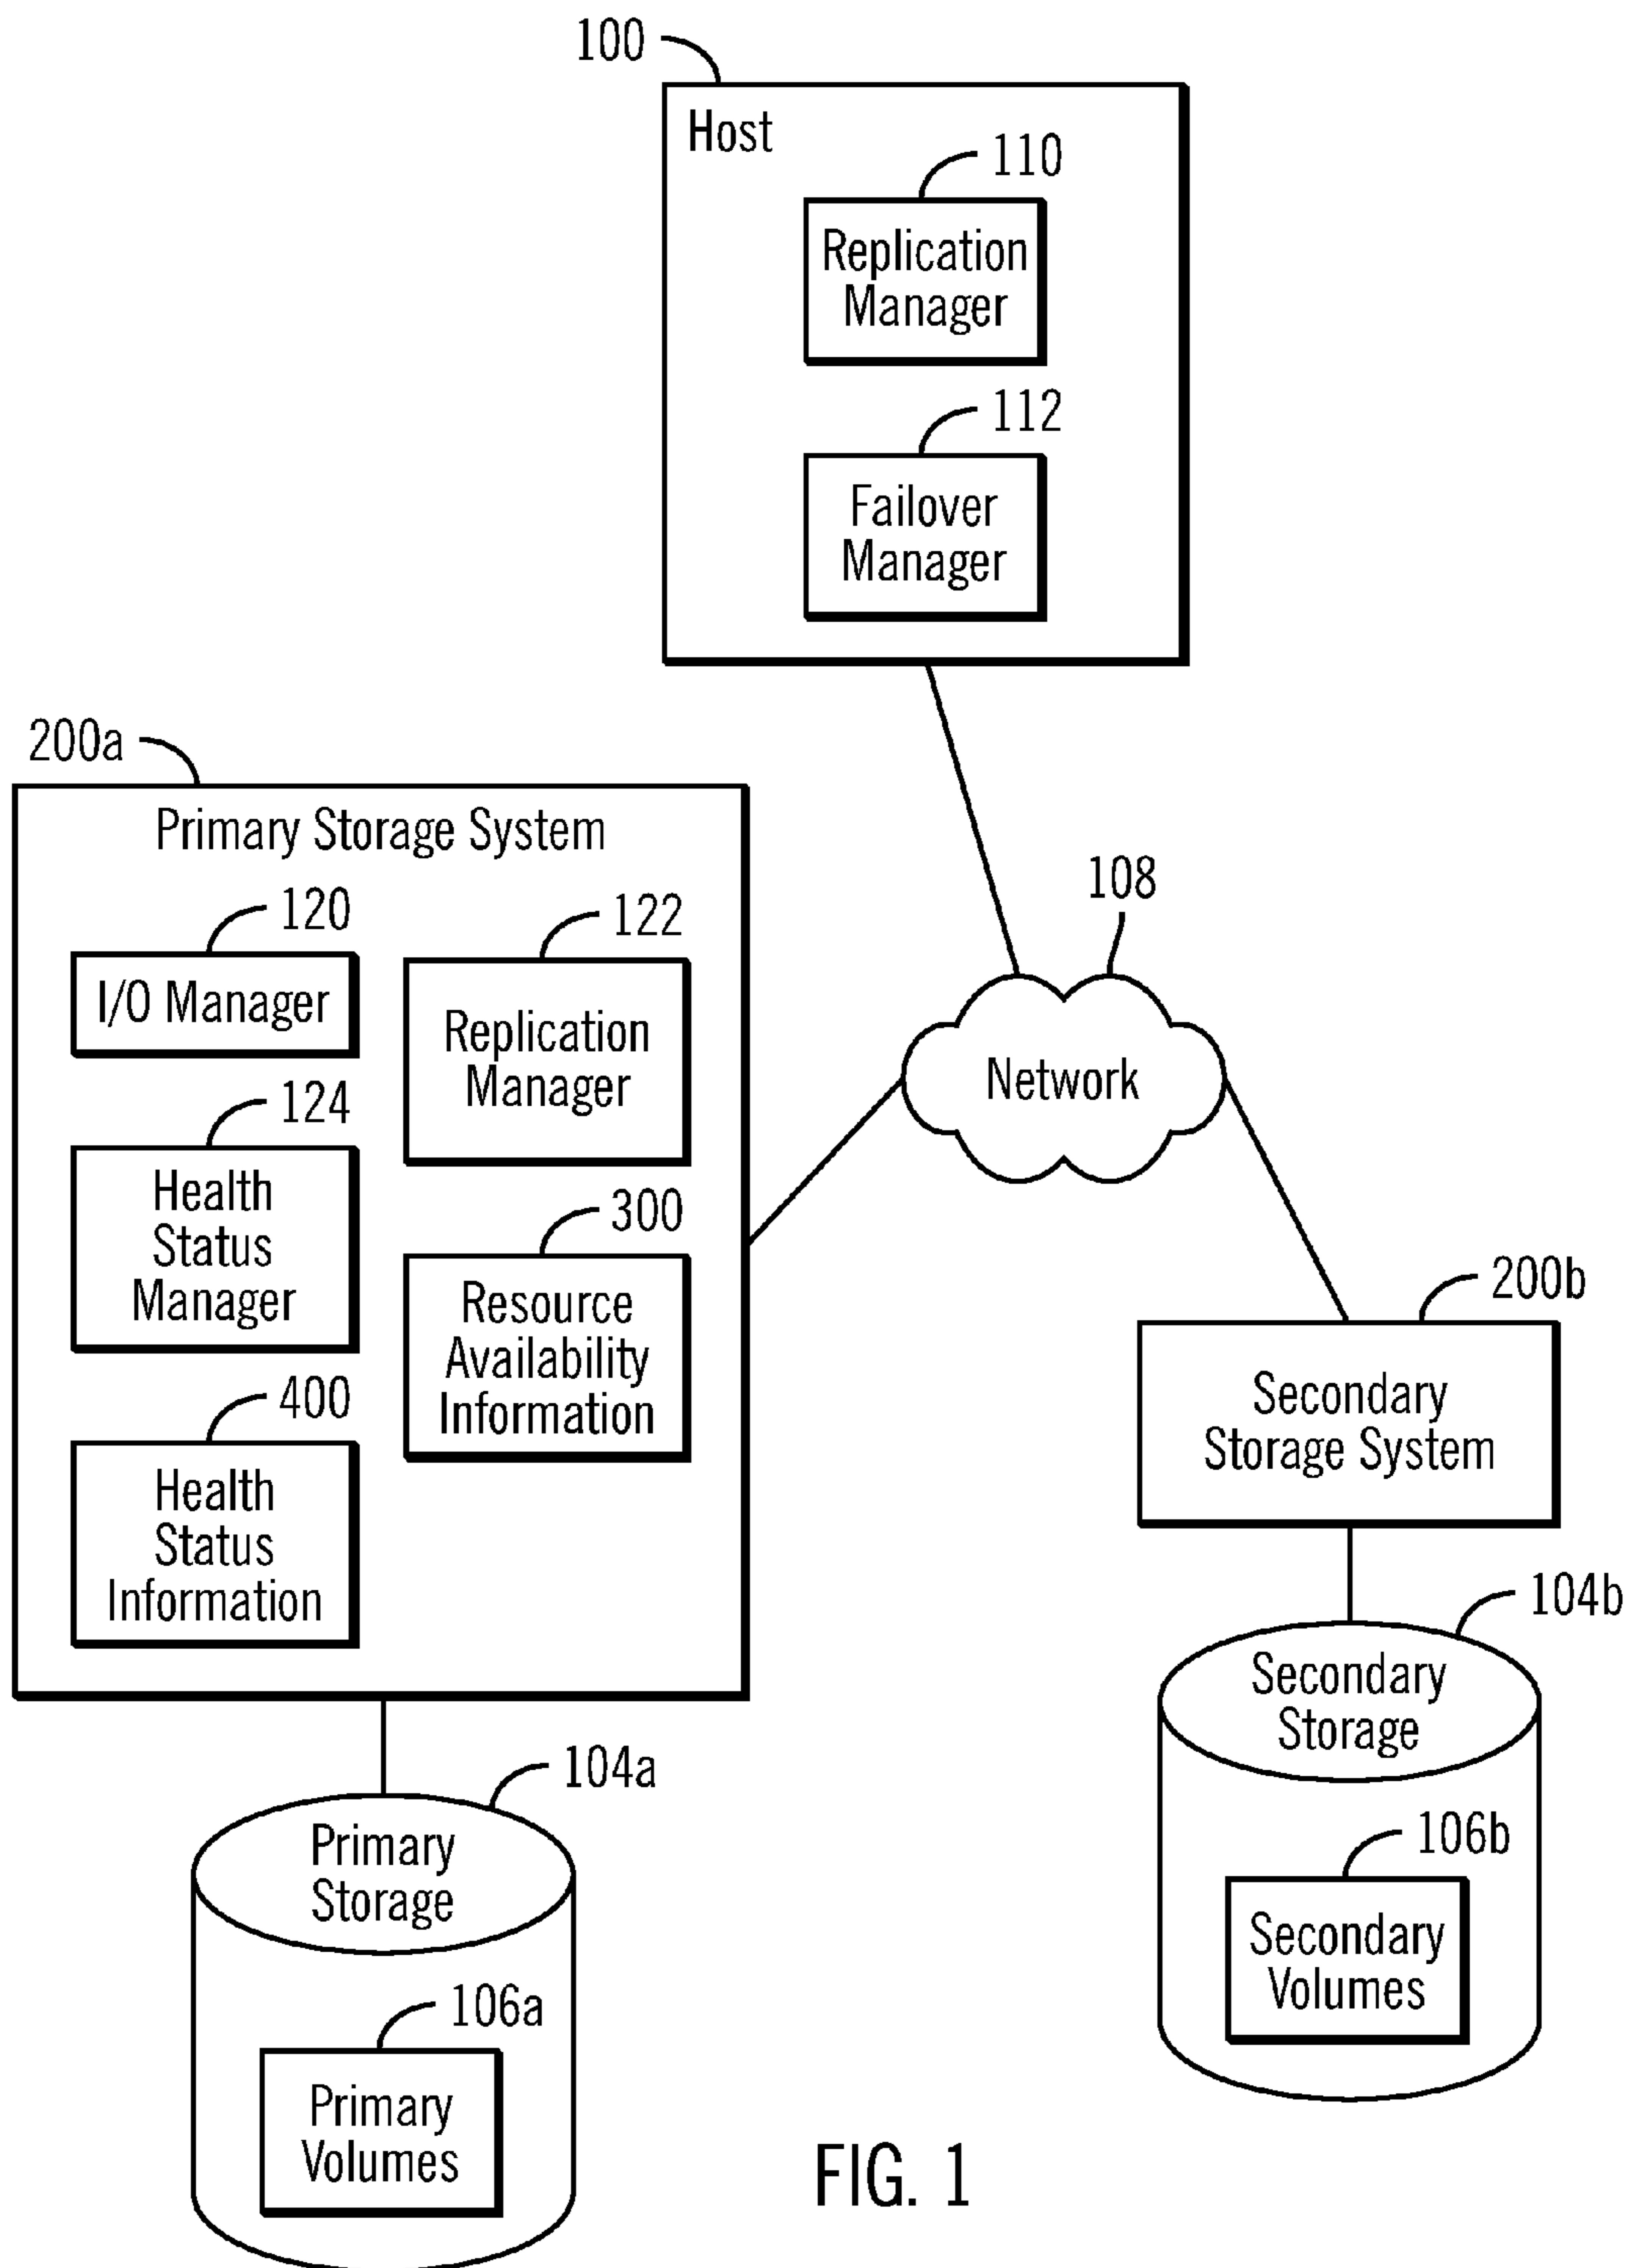 100
Host
110
Replication
Manager
112
Failover
Manager
200a
Primary Storage System
120
I/O Manager
122
Replication
Manager
124
Health
Status
Manager
300
Resource
Availability
Information
400
Health
Status
Information
108
Network
200b
Secondary
Storage System
104b
Secondary
Storage
106b
Secondary
Volumes
104a
Primary
Storage
106a
Primary
Volumes
FIG. 1